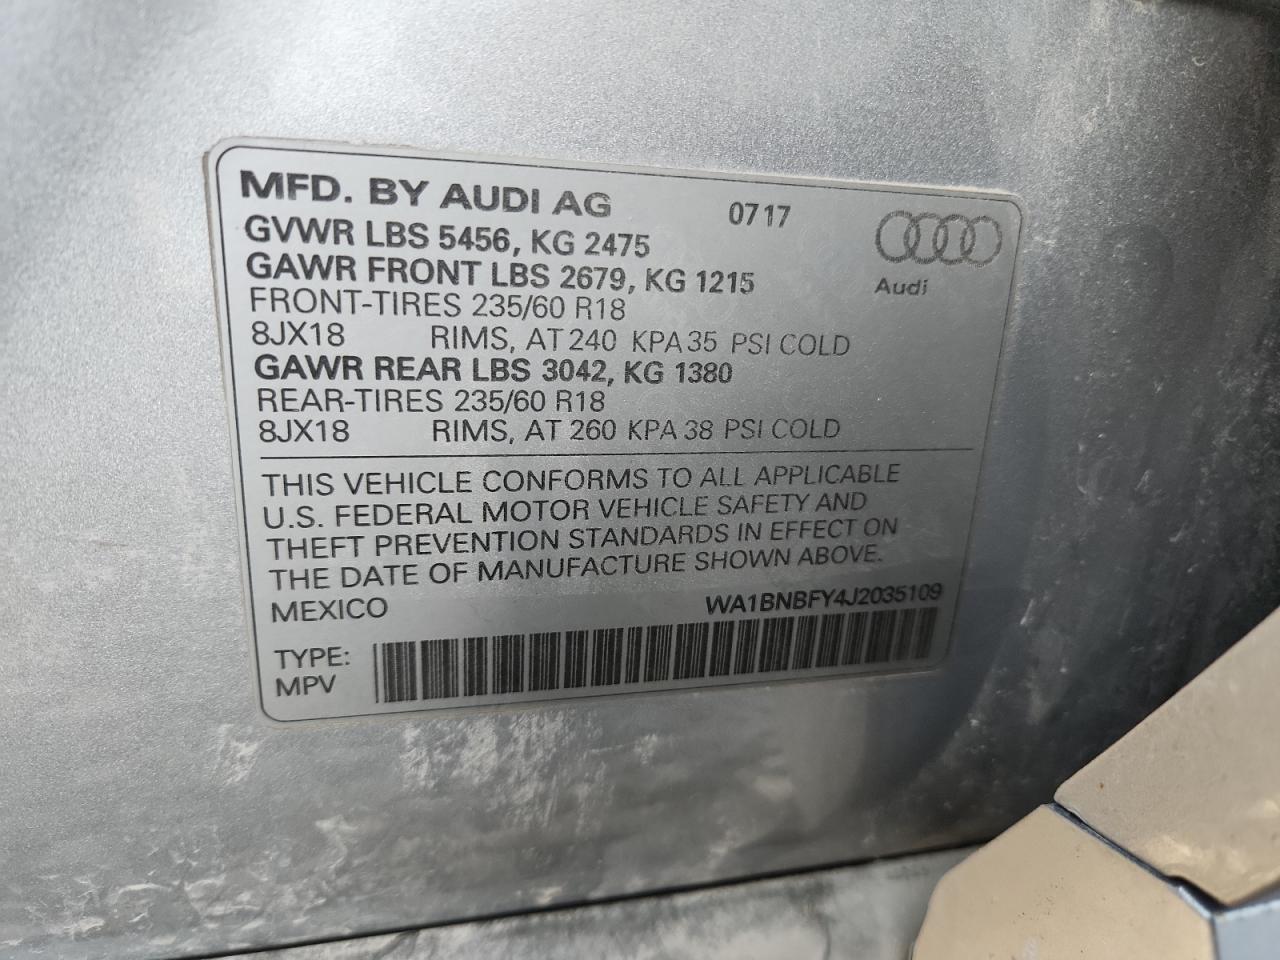 MFD. BY AUDI AG 0717
GVWR LBS 5456, KG 2475
GAWR FRONT LBS 2679, KG 1215
Audi
FRONT-TIRES 235/60 R18
8JX18 RIMS, AT 240 KPA 35 PSI COLD
GAWR REAR LBS 3042, KG 1380
REAR-TIRES 235/60 R18
8JX18 RIMS, AT 260 KPA 38 PSI COLD
THIS VEHICLE CONFORMS TO ALL APPLICABLE
U.S. FEDERAL MOTOR VEHICLE SAFETY AND
THEFT PREVENTION STANDARDS IN EFFECT ON
THE DATE OF MANUFACTURE SHOWN ABOVE.
MEXICO WA1BNBFY4J2035109
TYPE:
MPV